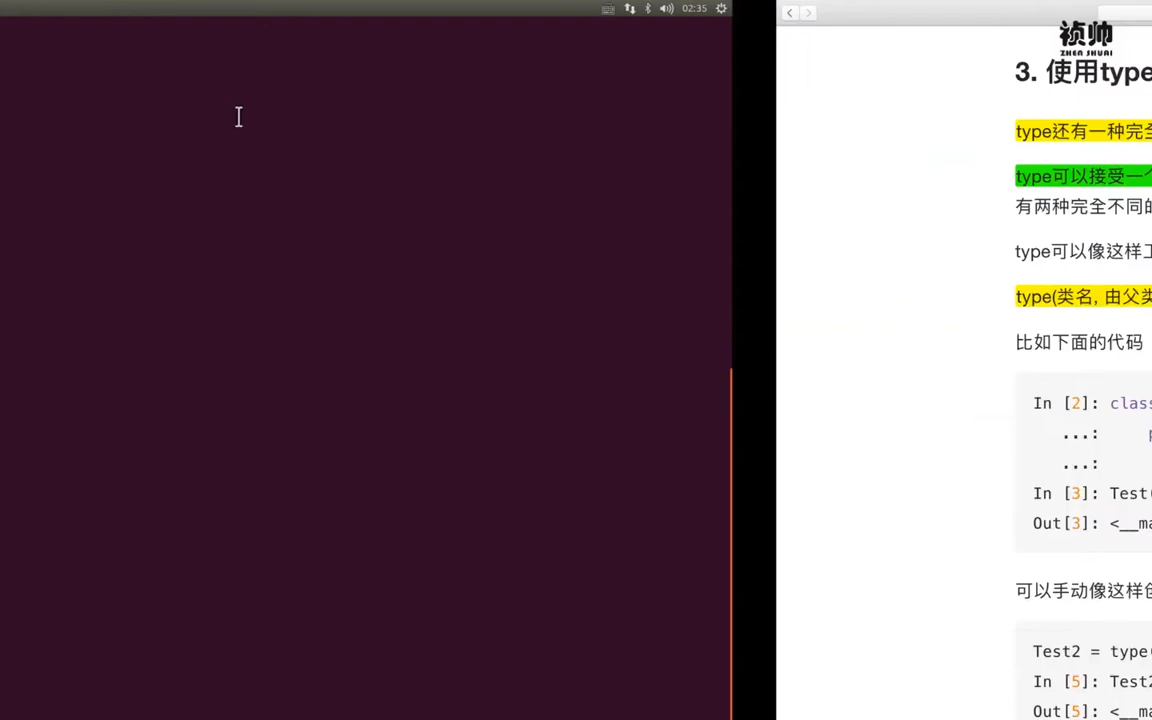 02:35
祯帅
ZHEN SHUAI
3. 使用type
type还有一种完全
type可以接受一个
有两种完全不同的
type可以像这样工
type(类名, 由父类
比如下面的代码
In [2]: class
...:
...:
In [3]: Test(
Out[3]: <__ma
可以手动像这样创
Test2 = type(
In [5]: Test2
Out[5]: <__ma